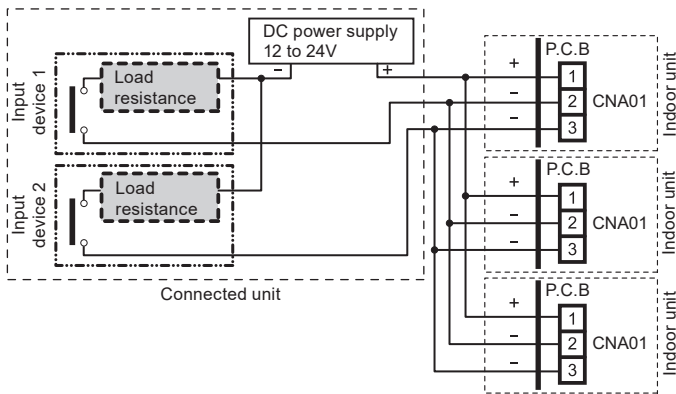 DC power supply
12 to 24V
− +
Input
device 1
Load
resistance
Input
device 2
Load
resistance
Connected unit
P.C.B
+
−
−
1
2
3
CNA01
Indoor unit
P.C.B
+
−
−
1
2
3
CNA01
Indoor unit
P.C.B
+
−
−
1
2
3
CNA01
Indoor unit